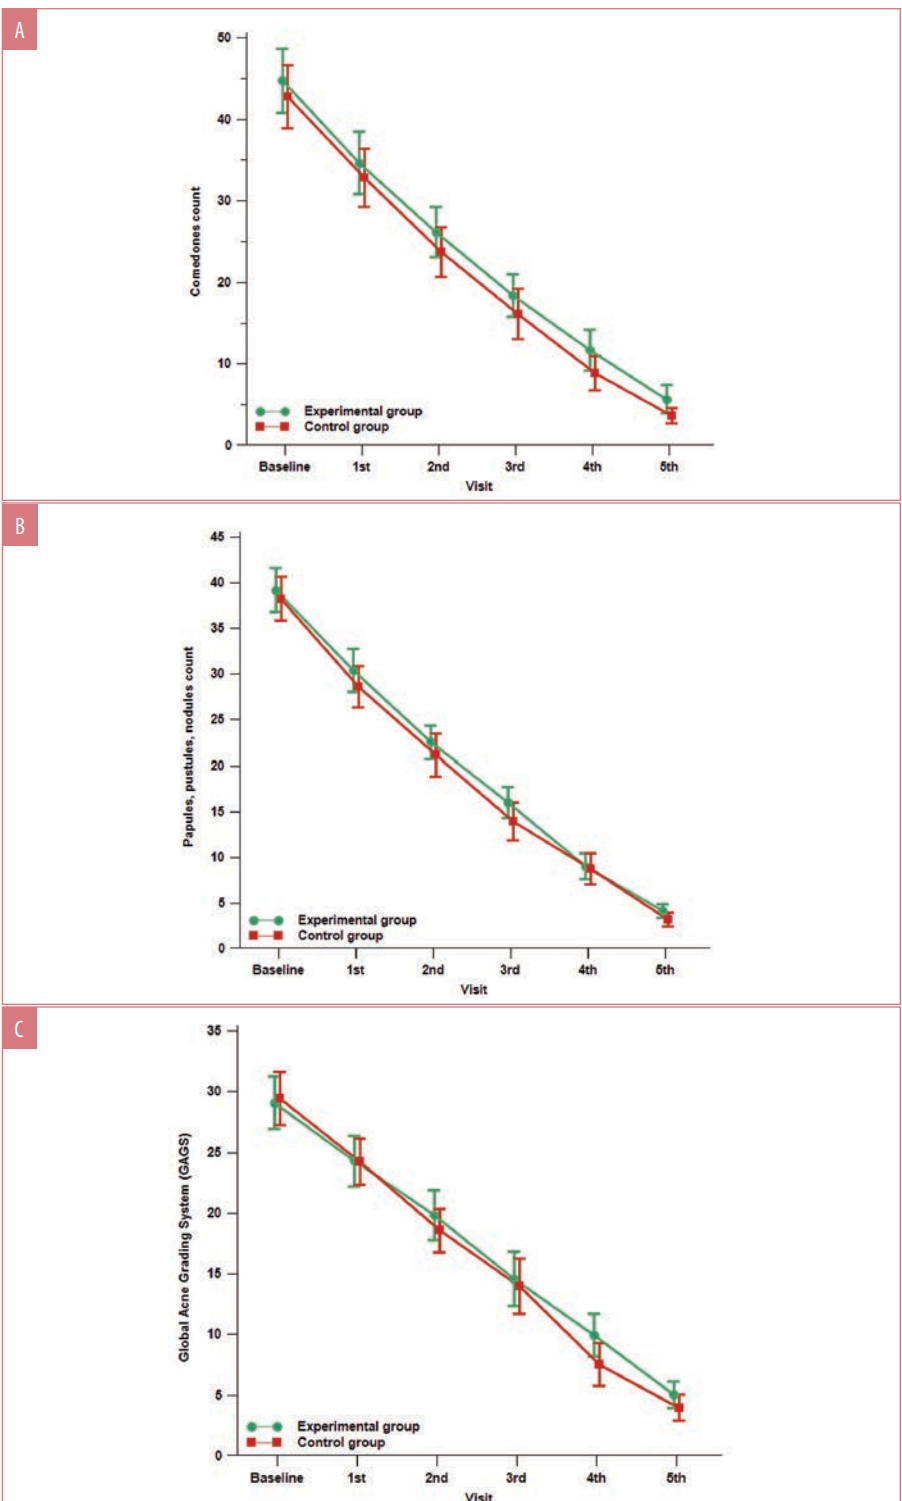 A
50
40
30
20
10
0
Comedones count
Experimental group
Control group
Baseline 1st 2nd 3rd 4th 5th
Visit
B
45
40
35
30
25
20
15
10
5
0
Papules, pustules, nodules count
Experimental group
Control group
Baseline 1st 2nd 3rd 4th 5th
Visit
C
35
30
25
20
15
10
5
0
Global Acne Grading System (GAGS)
Experimental group
Control group
Baseline 1st 2nd 3rd 4th 5th
Visit